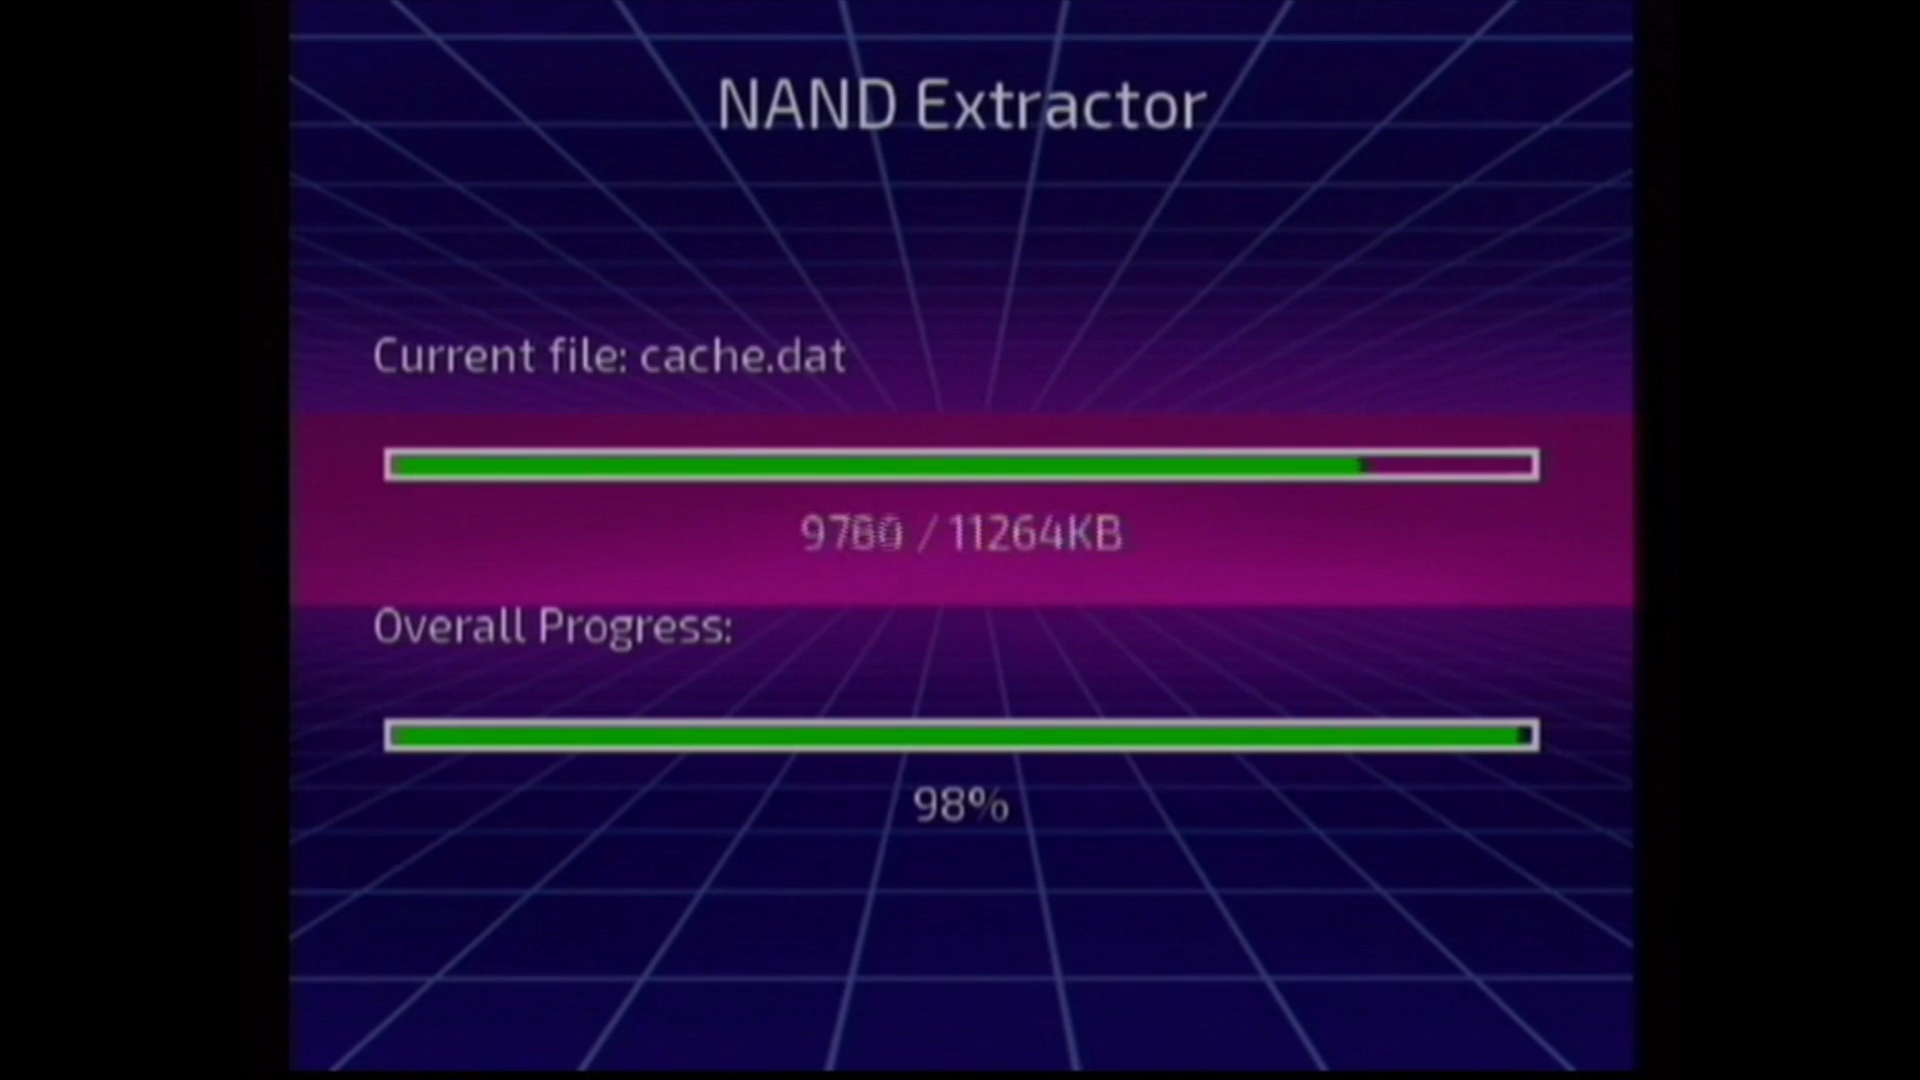 NAND Extractor
Current file: cache.dat
/ 11264KB
Overall Progress:
98%